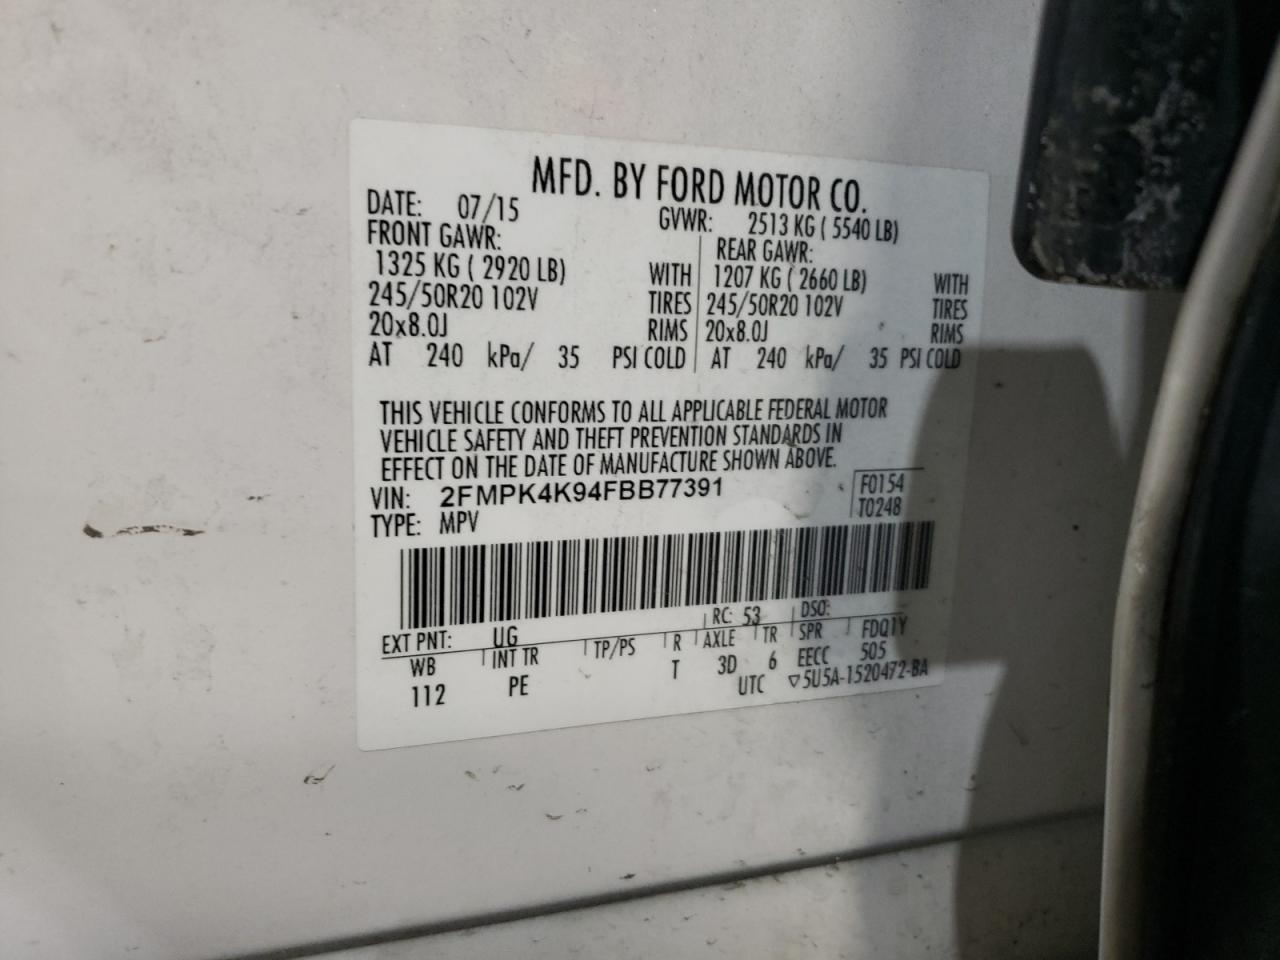 MFD. BY FORD MOTOR CO.
DATE: 07/15 GVWR: 2513 KG ( 5540 LB)
FRONT GAWR: REAR GAWR:
1325 KG ( 2920 LB) WITH 1207 KG ( 2660 LB) WITH
245/50R20 102V TIRES 245/50R20 102V TIRES
20x8.0J RIMS 20x8.0J RIMS
AT 240 kPa/ 35 PSI COLD AT 240 kPa/ 35 PSI COLD
THIS VEHICLE CONFORMS TO ALL APPLICABLE FEDERAL MOTOR
VEHICLE SAFETY AND THEFT PREVENTION STANDARDS IN
EFFECT ON THE DATE OF MANUFACTURE SHOWN ABOVE.
VIN: 2FMPK4K94FBB77391 F0154
TYPE: MPV T0248
EXT PNT: UG RC: 53 DSO:
WB INT TR TP/PS R AXLE TR SPR FDQ1Y
112 PE T 3D 6 EECC 505
UTC ▽5U5A-1520472-BA